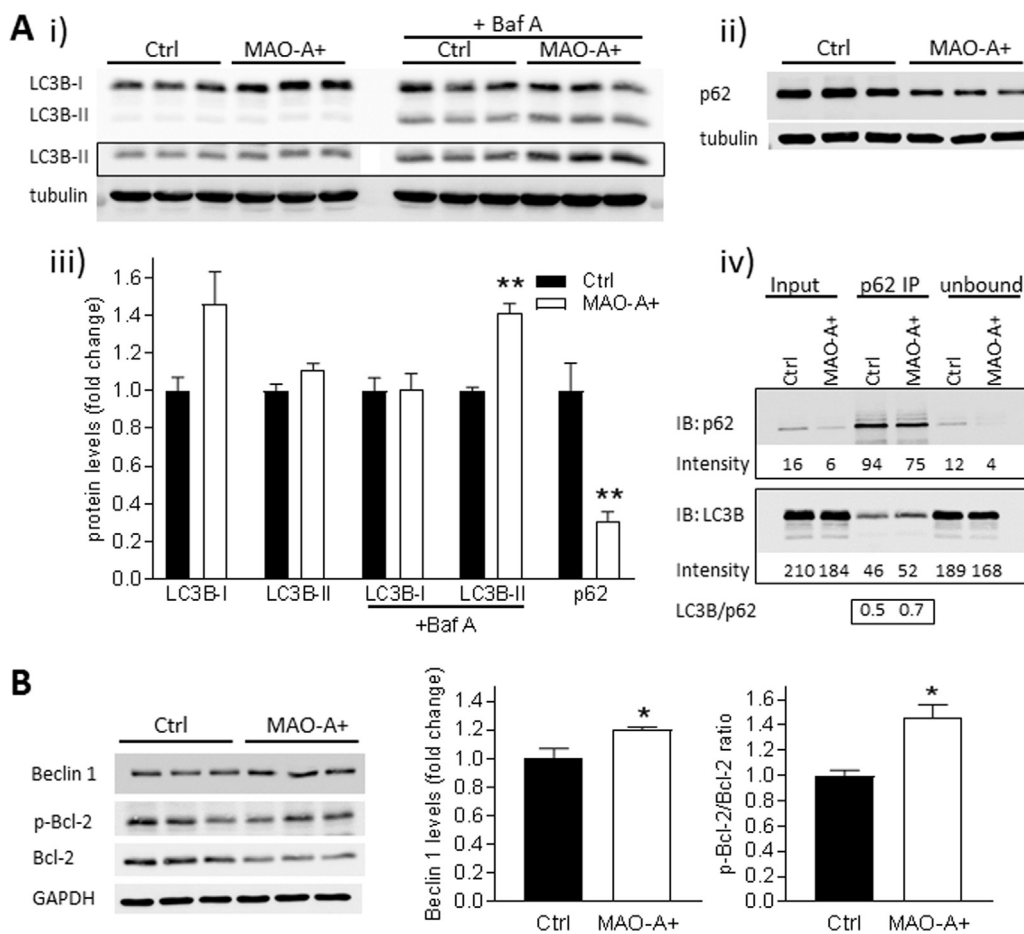 A i)
+ Baf A
Ctrl MAO-A+ Ctrl MAO-A+
LC3B-I
LC3B-II
LC3B-II
tubulin
ii)
Ctrl MAO-A+
p62
tubulin
iii)
protein levels (fold change)
1.6
1.4
1.2
1.0
0.8
0.6
0.4
0.2
0.0
Ctrl
MAO-A+
**
**
LC3B-I LC3B-II LC3B-I LC3B-II p62
+Baf A
iv)
Input p62 IP unbound
Ctrl MAO-A+ Ctrl MAO-A+ Ctrl MAO-A+
IB: p62
Intensity 16 6 94 75 12 4
IB: LC3B
Intensity 210 184 46 52 189 168
LC3B/p62 0.5 0.7
B
Ctrl MAO-A+
Beclin 1
p-Bcl-2
Bcl-2
GAPDH
Beclin 1 levels (fold change)
1.4
1.2
1.0
0.8
0.6
0.4
0.2
0.0
*
Ctrl MAO-A+
p-Bcl-2/Bcl-2 ratio
1.6
1.4
1.2
1.0
0.8
0.6
0.4
0.2
0.0
*
Ctrl MAO-A+